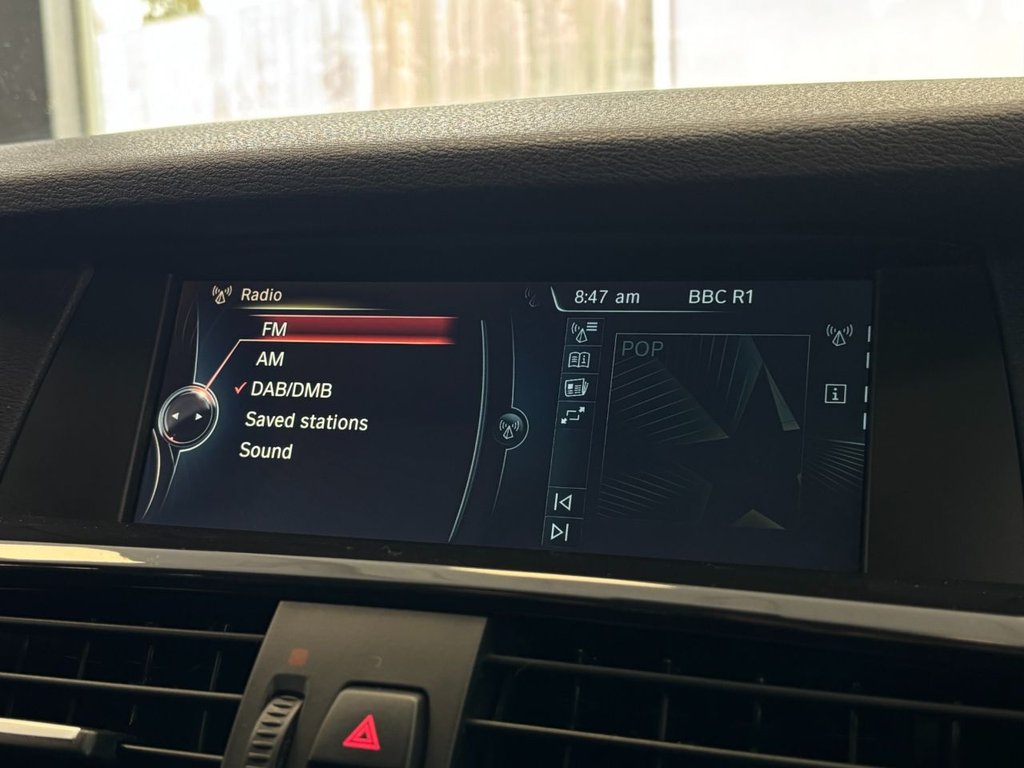 Radio
FM
AM
DAB/DMB
Saved stations
Sound
8:47 am
BBC R1
POP